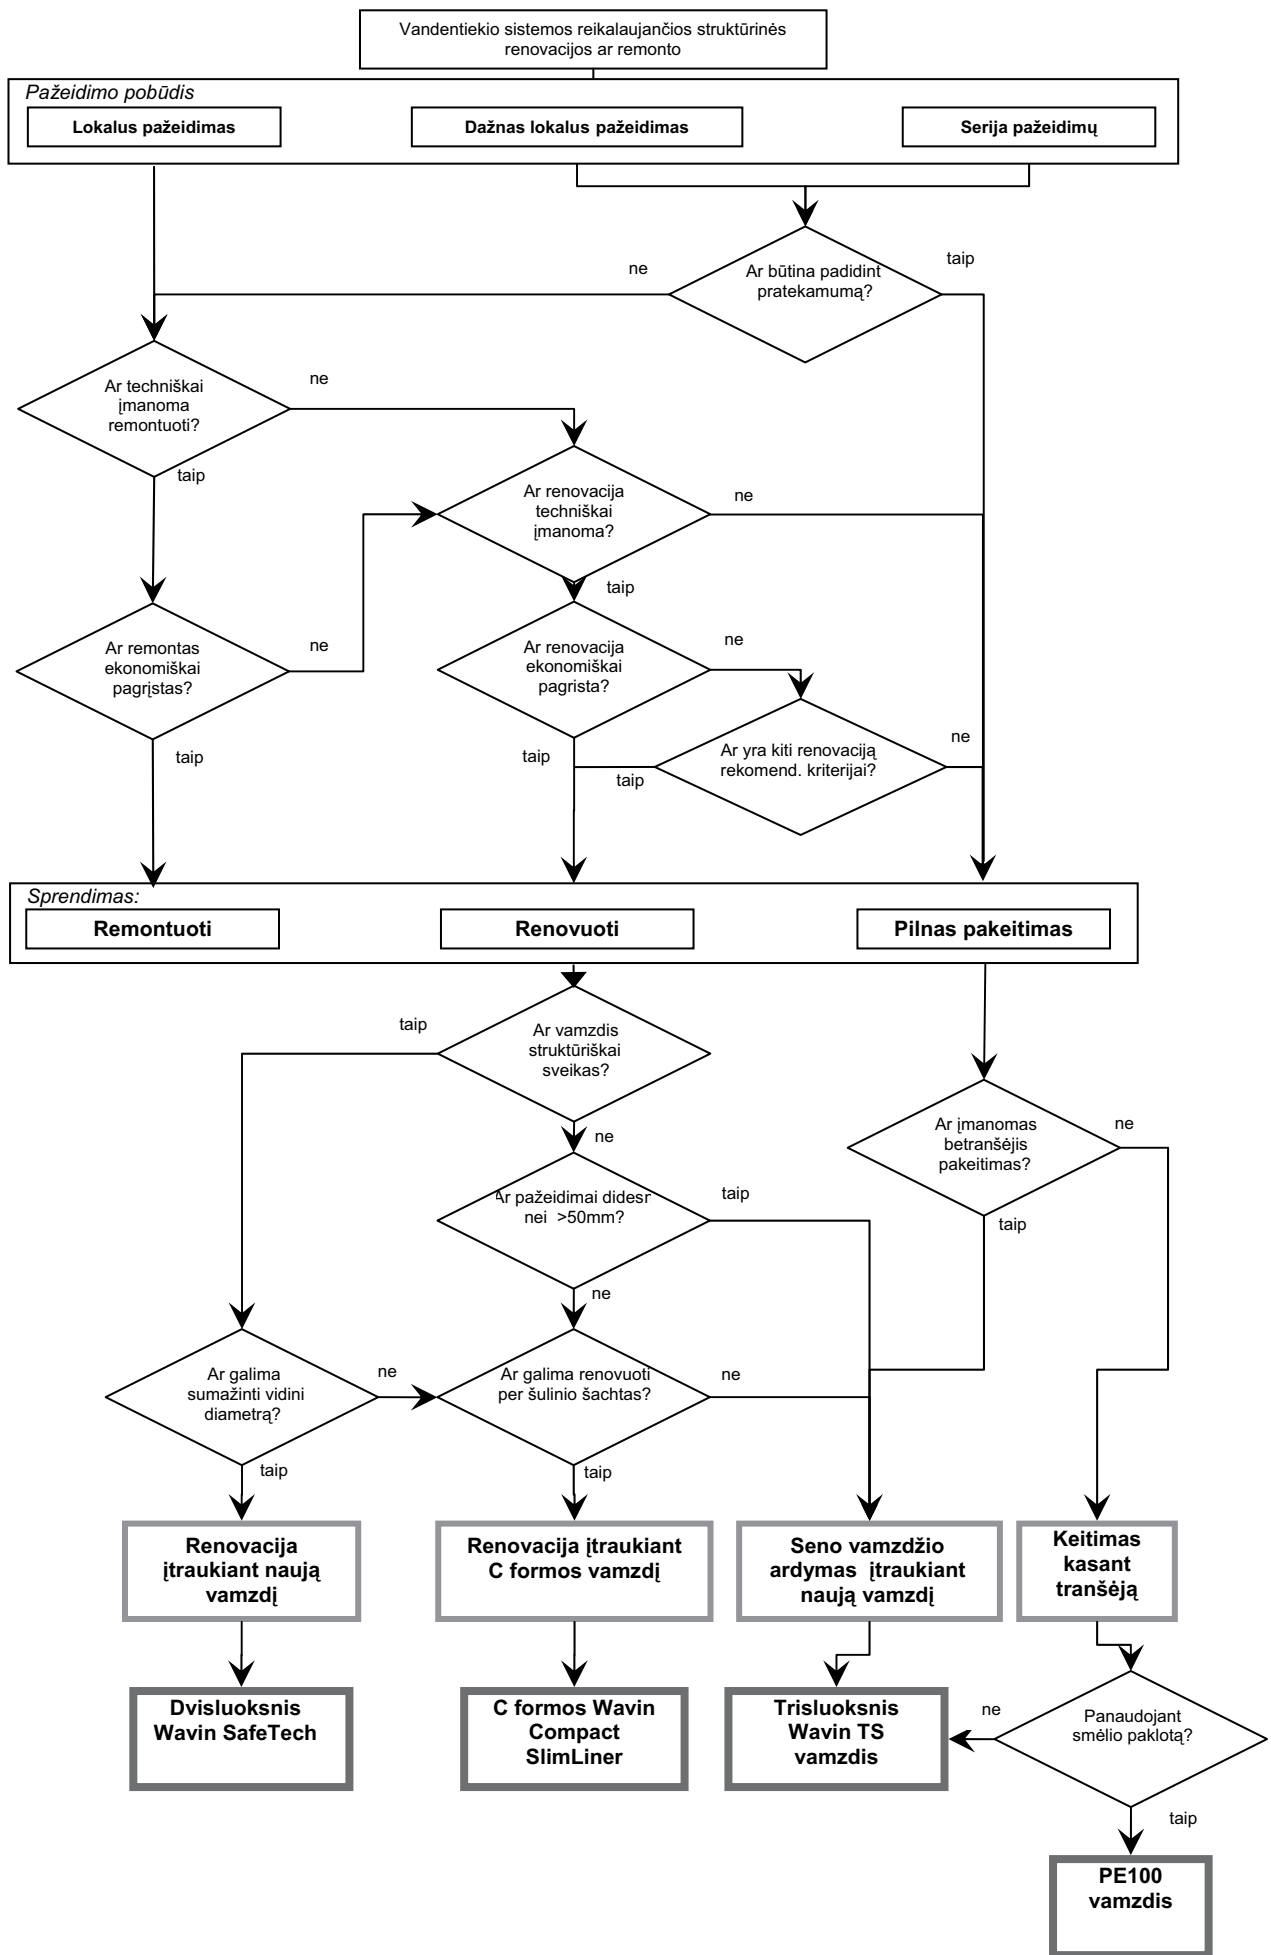 Vandentiekio sistemos reikalaujančios struktūrinės
renovacijos ar remonto
Pažeidimo pobūdis
Lokalus pažeidimas
Dažnas lokalus pažeidimas
Serija pažeidimų
Ar būtina padidint
pratekamumą?
ne
taip
Ar techniškai
įmanoma
remontuoti?
ne
taip
Ar renovacija
techniškai
įmanoma?
ne
taip
Ar remontas
ekonomiškai
pagrįstas?
ne
taip
Ar renovacija
ekonomiškai
pagrista?
ne
taip
Ar yra kiti renovaciją
rekomend. kriterijai?
ne
taip
Sprendimas:
Remontuoti
Renovuoti
Pilnas pakeitimas
Ar vamzdis
struktūriškai
sveikas?
taip
ne
Ar įmanomas
betranšėjis
pakeitimas?
ne
taip
Ar pažeidimai didesn
nei >50mm?
taip
ne
Ar galima
sumažinti vidini
diametrą?
ne
taip
Ar galima renovuoti
per šulinio šachtas?
ne
taip
Renovacija
įtraukiant naują
vamzdį
Renovacija įtraukiant
C formos vamzdį
Seno vamzdžio
ardymas įtraukiant
naują vamzdį
Keitimas
kasant
tranšėją
Dvisluoksnis
Wavin SafeTech
C formos Wavin
Compact
SlimLiner
Trisluoksnis
Wavin TS
vamzdis
Panaudojant
smėlio paklotą?
ne
taip
PE100
vamzdis